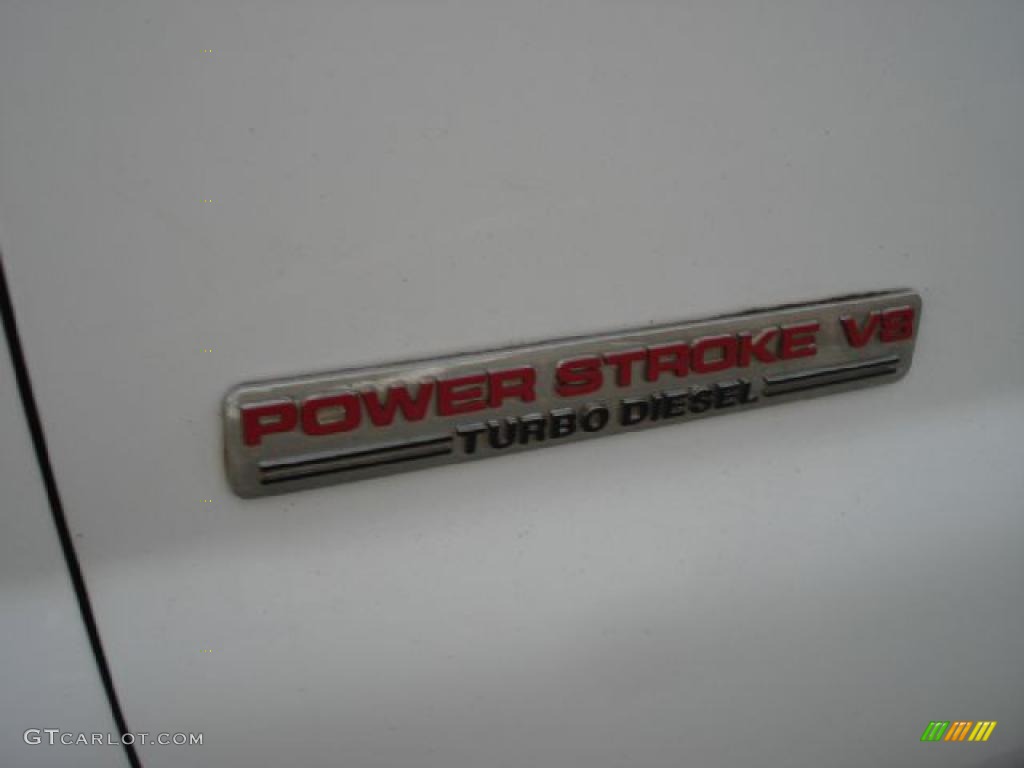 POWER STROKE V8
TURBO DIESEL
GTCARLOT.COM